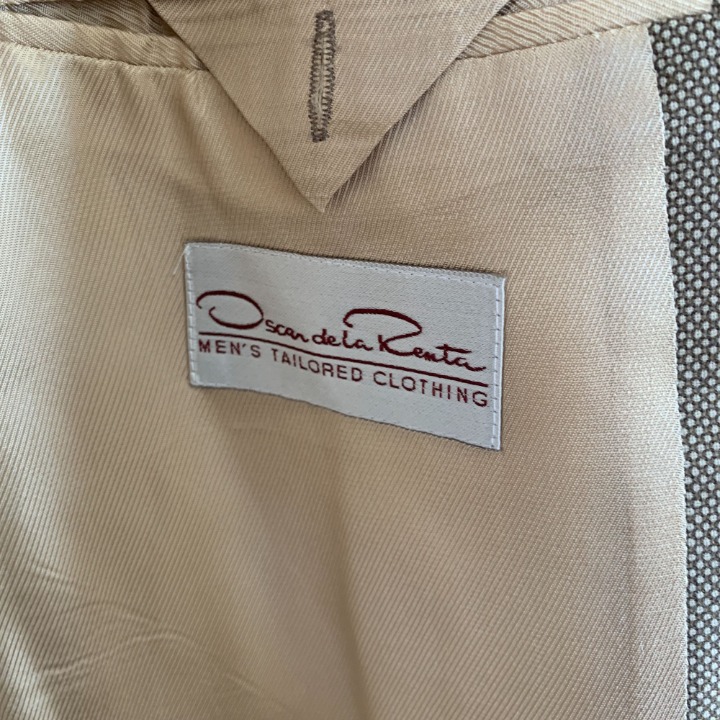 Oscar de la Renta
MEN'S TAILORED CLOTHING